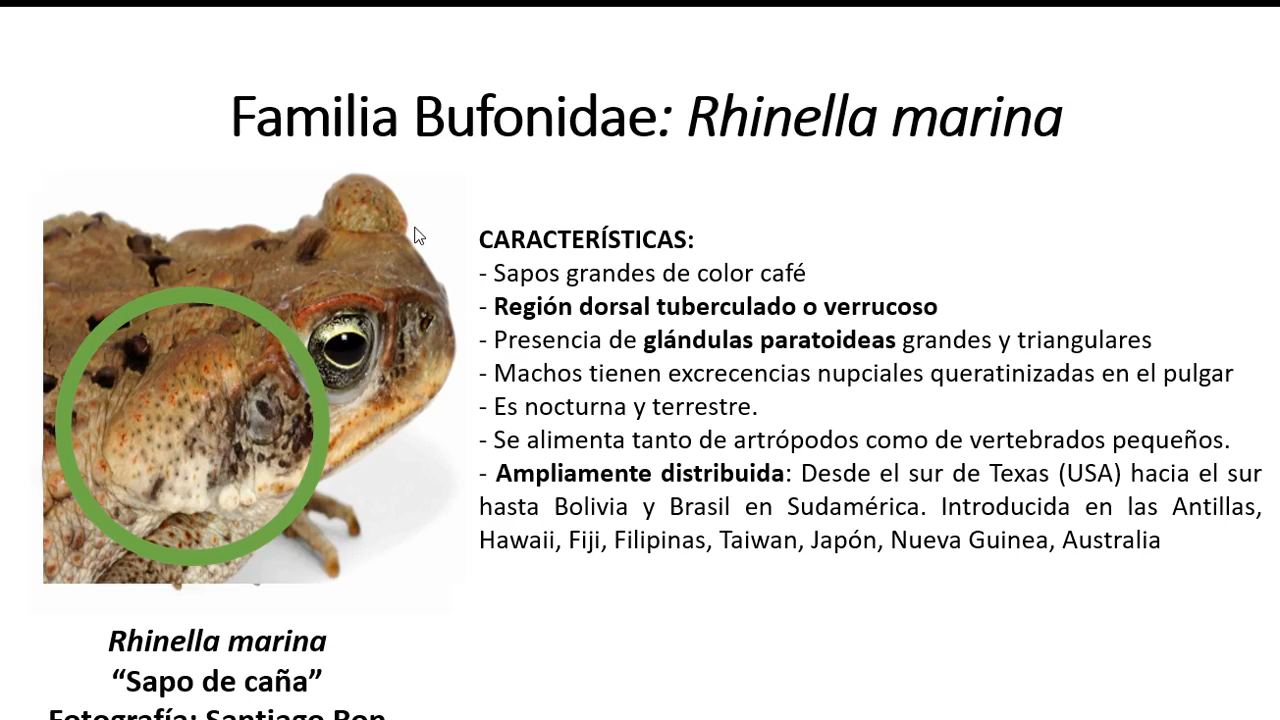 Familia Bufonidae: Rhinella marina
CARACTERÍSTICAS:
- Sapos grandes de color café
- Región dorsal tuberculado o verrucoso
- Presencia de glándulas paratoideas grandes y triangulares
- Machos tienen excrecencias nupciales queratinizadas en el pulgar
- Es nocturna y terrestre.
- Se alimenta tanto de artrópodos como de vertebrados pequeños.
- Ampliamente distribuida: Desde el sur de Texas (USA) hacia el sur
hasta Bolivia y Brasil en Sudamérica. Introducida en las Antillas,
Hawaii, Fiji, Filipinas, Taiwan, Japón, Nueva Guinea, Australia
Rhinella marina
“Sapo de caña”
Fotografía: Santiago Ron